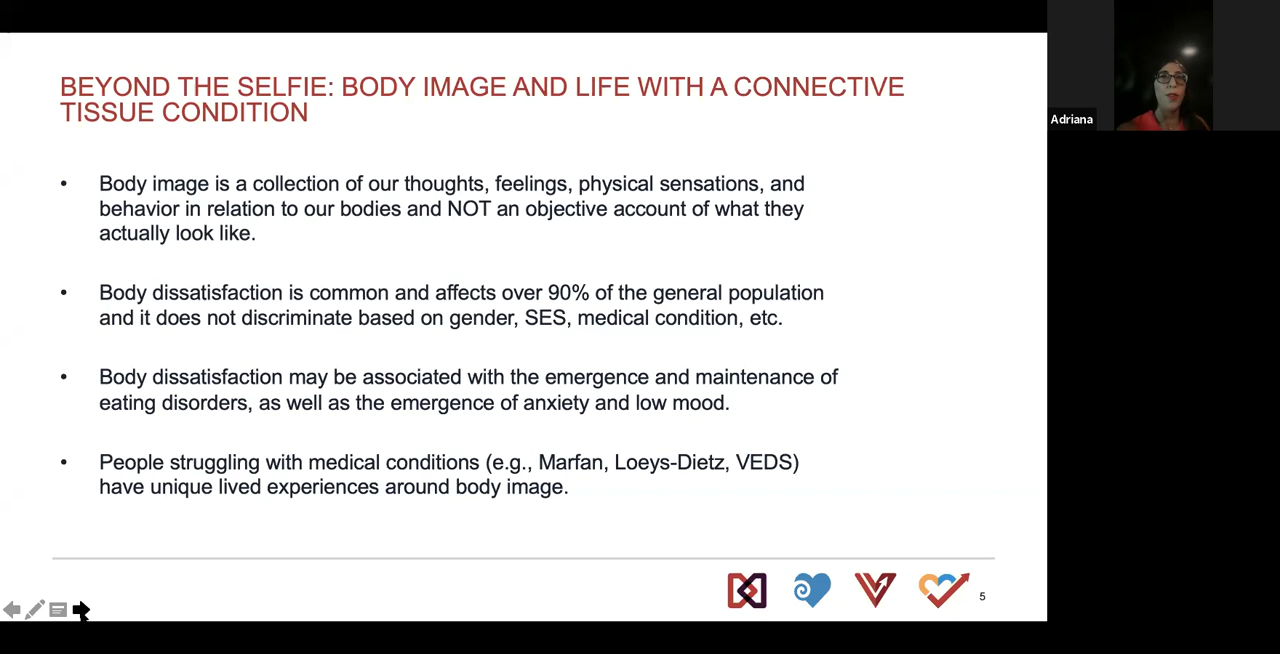 BEYOND THE SELFIE: BODY IMAGE AND LIFE WITH A CONNECTIVE
TISSUE CONDITION
• Body image is a collection of our thoughts, feelings, physical sensations, and
behavior in relation to our bodies and NOT an objective account of what they
actually look like.
• Body dissatisfaction is common and affects over 90% of the general population
and it does not discriminate based on gender, SES, medical condition, etc.
• Body dissatisfaction may be associated with the emergence and maintenance of
eating disorders, as well as the emergence of anxiety and low mood.
• People struggling with medical conditions (e.g., Marfan, Loeys-Dietz, VEDS)
have unique lived experiences around body image.
5
Adriana